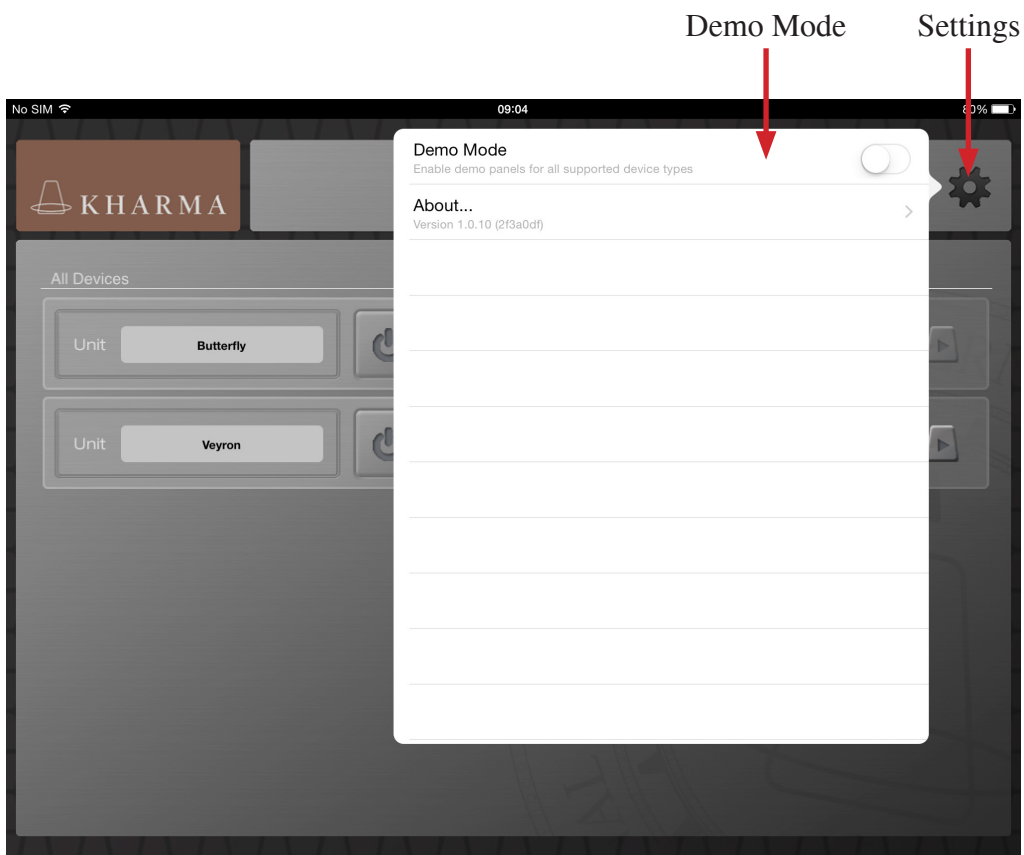 Demo Mode Settings
No SIM 09:04 80%
Demo Mode
Enable demo panels for all supported device types
KHARMA
About...
Version 1.0.10 (2f3a0df)
All Devices
Unit Butterfly
Unit Veyron